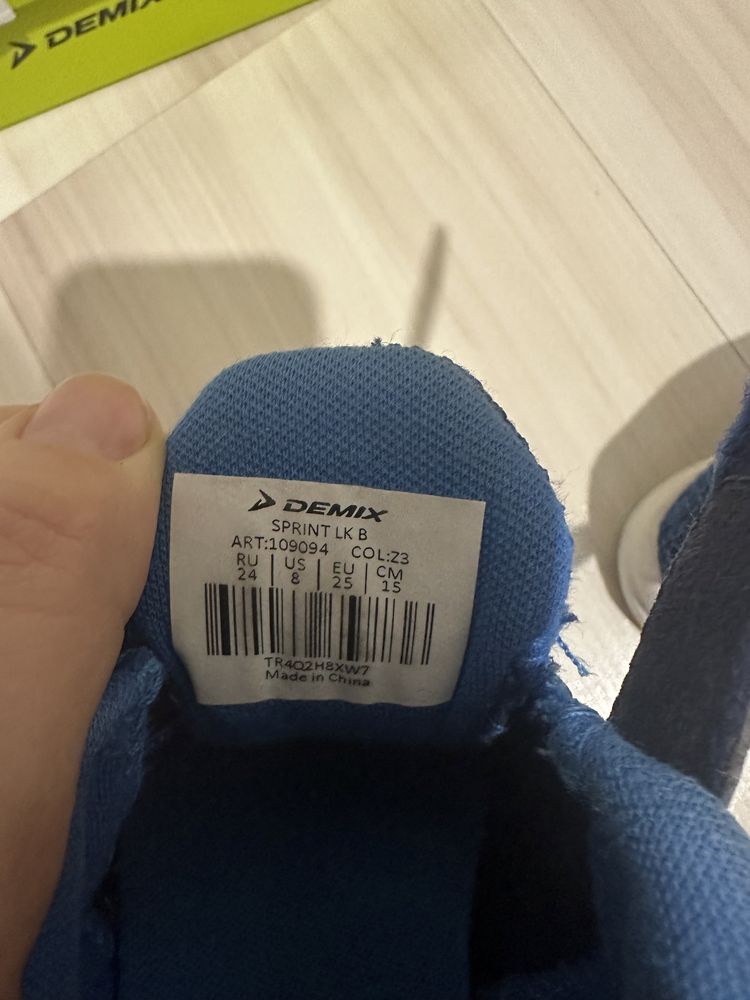 DEMIX
DEMIX
SPRINT LK B
ART:109094 COL:Z3
RU | US | EU | CM
24 | 8 | 25 | 15
TR4O2H8XW7
Made in China